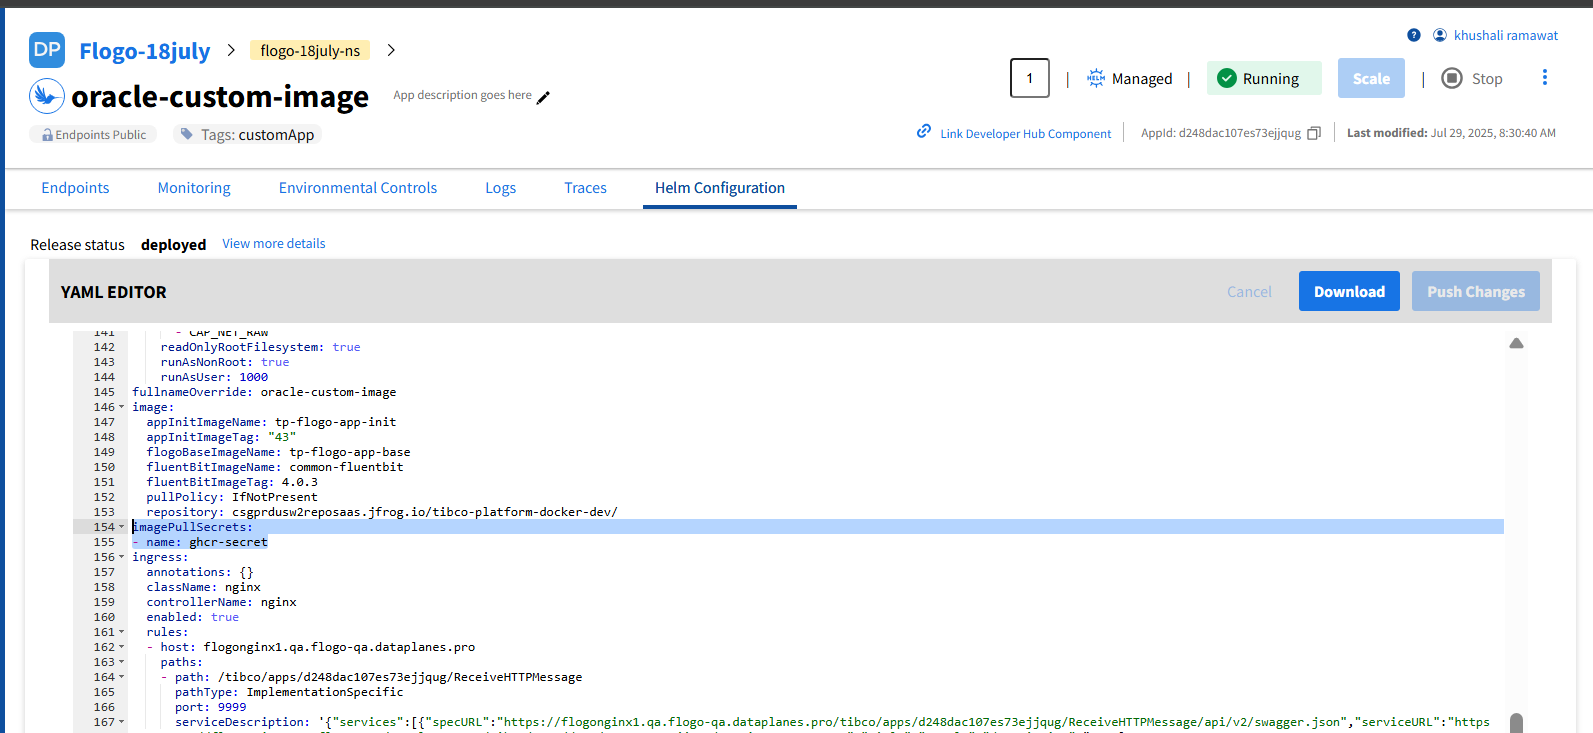 khushali ramawat
DP Flogo-18july > flogo-18july-ns >
oracle-custom-image App description goes here
1 | HELM Managed | Running Scale | Stop
Endpoints Public Tags: customApp
Link Developer Hub Component AppId: d248dac107es73ejjqug Last modified: Jul 29, 2025, 8:30:40 AM
Endpoints Monitoring Environmental Controls Logs Traces Helm Configuration
Release status deployed View more details
YAML EDITOR Cancel Download Push Changes
141 - CAP_NET_RAW
142 readOnlyRootFilesystem: true
143 runAsNonRoot: true
144 runAsUser: 1000
145 fullnameOverride: oracle-custom-image
146 image:
147 appInitImageName: tp-flogo-app-init
148 appInitImageTag: "43"
149 flogoBaseImageName: tp-flogo-app-base
150 fluentBitImageName: common-fluentbit
151 fluentBitImageTag: 4.0.3
152 pullPolicy: IfNotPresent
153 repository: csgprdusw2reposaas.jfrog.io/tibco-platform-docker-dev/
154 imagePullSecrets:
155 - name: ghcr-secret
156 ingress:
157 annotations: {}
158 className: nginx
159 controllerName: nginx
160 enabled: true
161 rules:
162 - host: flogonginx1.qa.flogo-qa.dataplanes.pro
163 paths:
164 - path: /tibco/apps/d248dac107es73ejjqug/ReceiveHTTPMessage
165 pathType: ImplementationSpecific
166 port: 9999
167 serviceDescription: '{"services":[{"specURL":"https://flogonginx1.qa.flogo-qa.dataplanes.pro/tibco/apps/d248dac107es73ejjqug/ReceiveHTTPMessage/api/v2/swagger.json","serviceURL":"https